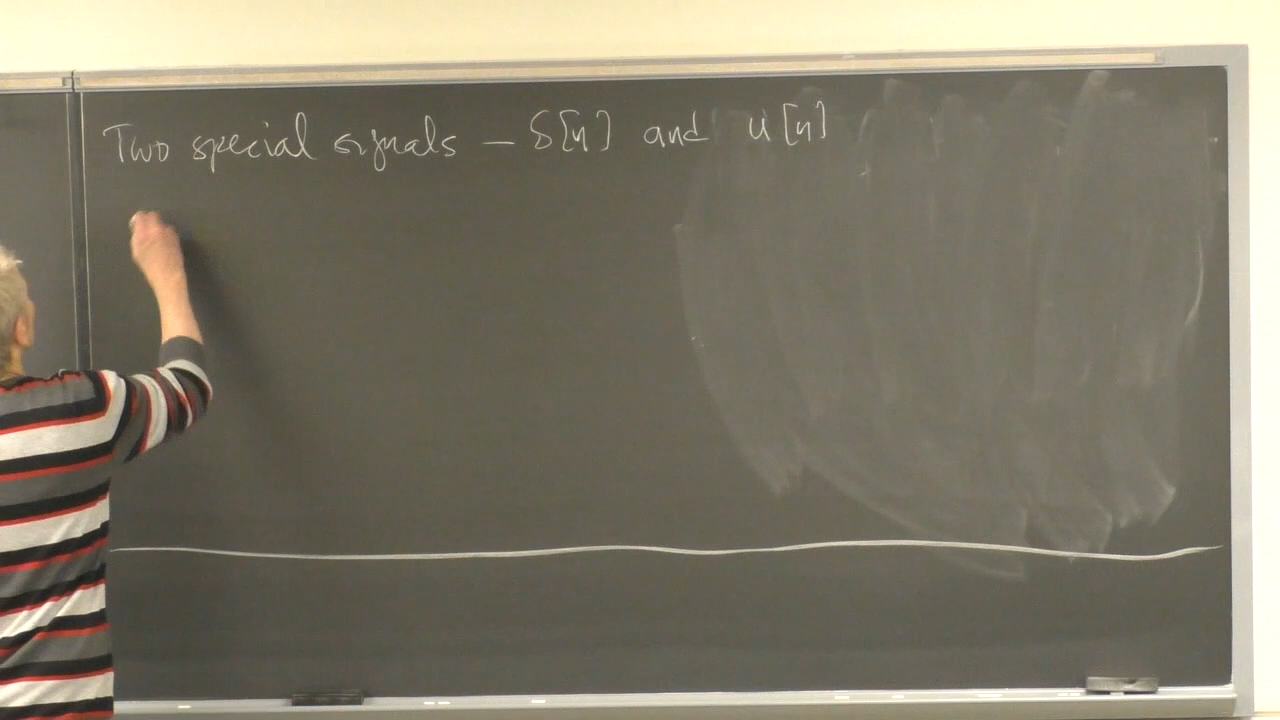 Two special signals – δ[n] and u[n]